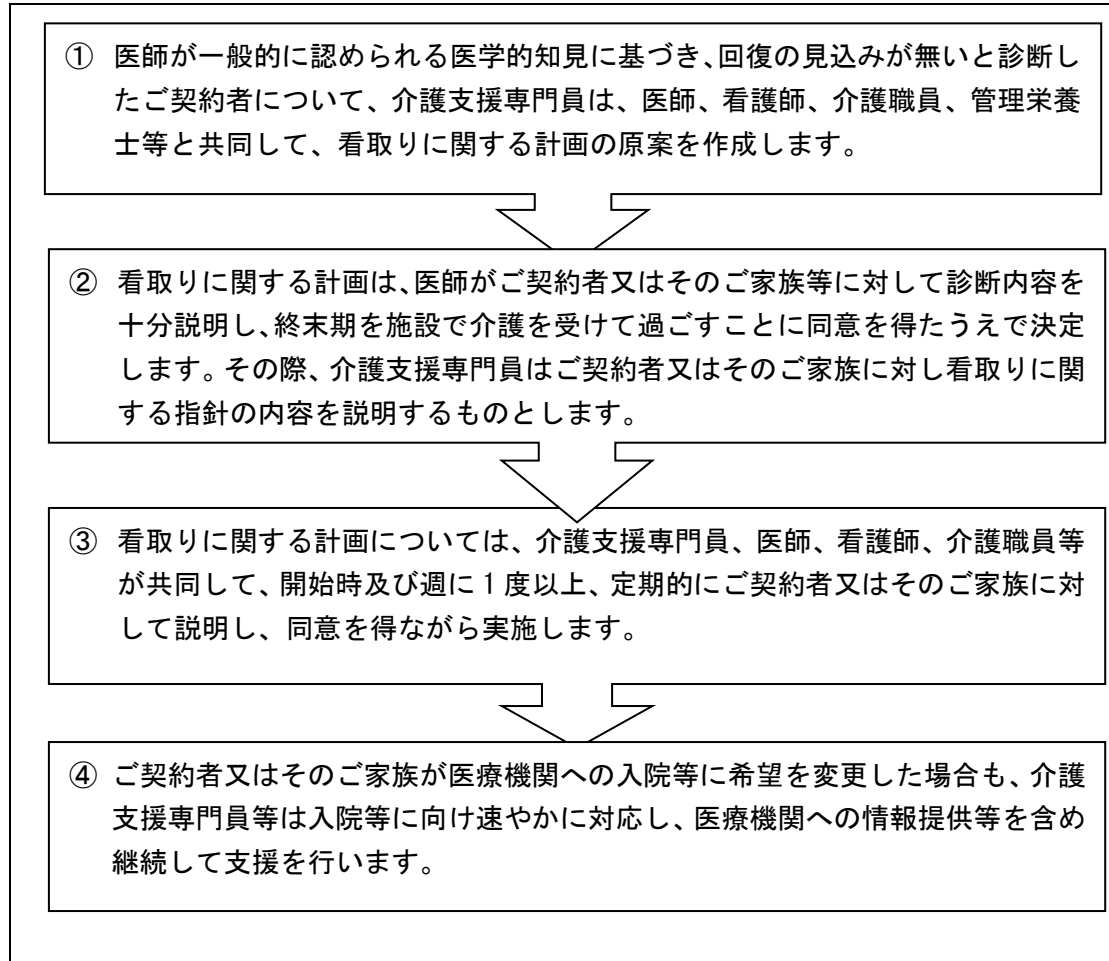 ① 医師が一般的に認められる医学的知見に基づき、回復の見込みが無いと診断し
たご契約者について、介護支援専門員は、医師、看護師、介護職員、管理栄養
士等と共同して、看取りに関する計画の原案を作成します。
② 看取りに関する計画は、医師がご契約者又はそのご家族等に対して診断内容を
十分説明し、終末期を施設で介護を受けて過ごすことに同意を得たうえで決定
します。その際、介護支援専門員はご契約者又はそのご家族に対し看取りに関
する指針の内容を説明するものとします。
③ 看取りに関する計画については、介護支援専門員、医師、看護師、介護職員等
が共同して、開始時及び週に1度以上、定期的にご契約者又はそのご家族に対
して説明し、同意を得ながら実施します。
④ ご契約者又はそのご家族が医療機関への入院等に希望を変更した場合も、介護
支援専門員等は入院等に向け速やかに対応し、医療機関への情報提供等を含め
継続して支援を行います。